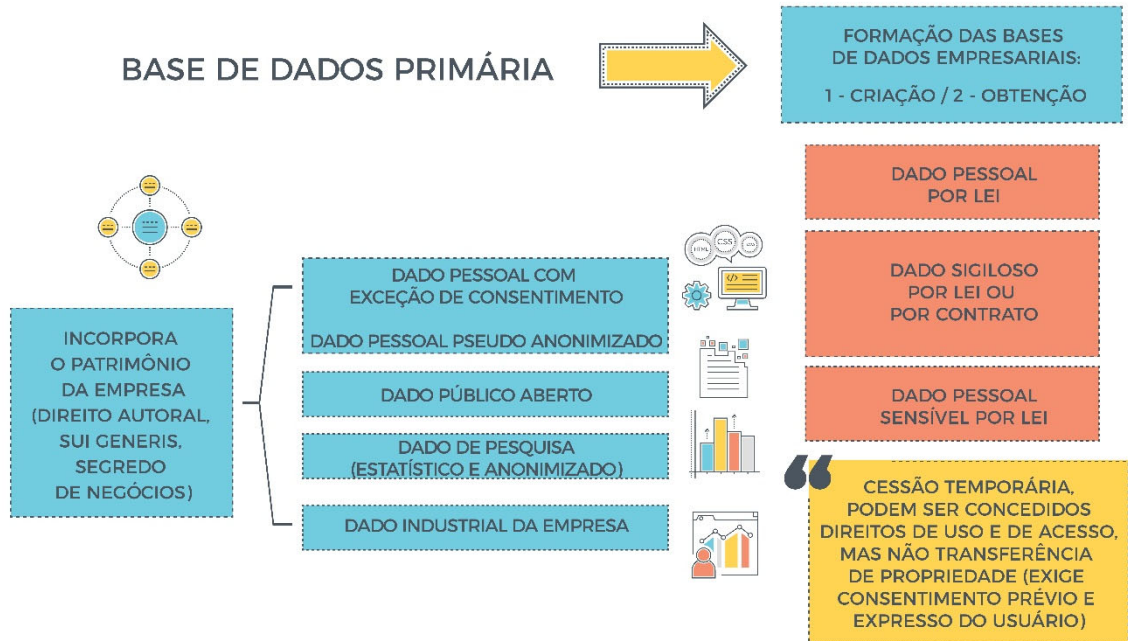 BASE DE DADOS PRIMÁRIA
FORMAÇÃO DAS BASES
DE DADOS EMPRESARIAIS:
1 - CRIAÇÃO / 2 - OBTENÇÃO
INCORPORA
O PATRIMÔNIO
DA EMPRESA
(DIREITO AUTORAL,
SUI GENERIS,
SEGREDO
DE NEGÓCIOS)
DADO PESSOAL COM
EXCEÇÃO DE CONSENTIMENTO
DADO PESSOAL PSEUDO ANONIMIZADO
DADO PÚBLICO ABERTO
DADO DE PESQUISA
(ESTATÍSTICO E ANONIMIZADO)
DADO INDUSTRIAL DA EMPRESA
HTML
CSS
</>
DADO PESSOAL
POR LEI
DADO SIGILOSO
POR LEI OU
POR CONTRATO
DADO PESSOAL
SENSÍVEL POR LEI
“
CESSÃO TEMPORÁRIA,
PODEM SER CONCEDIDOS
DIREITOS DE USO E DE ACESSO,
MAS NÃO TRANSFERÊNCIA
DE PROPRIEDADE (EXIGE
CONSENTIMENTO PRÉVIO E
EXPRESSO DO USUÁRIO)